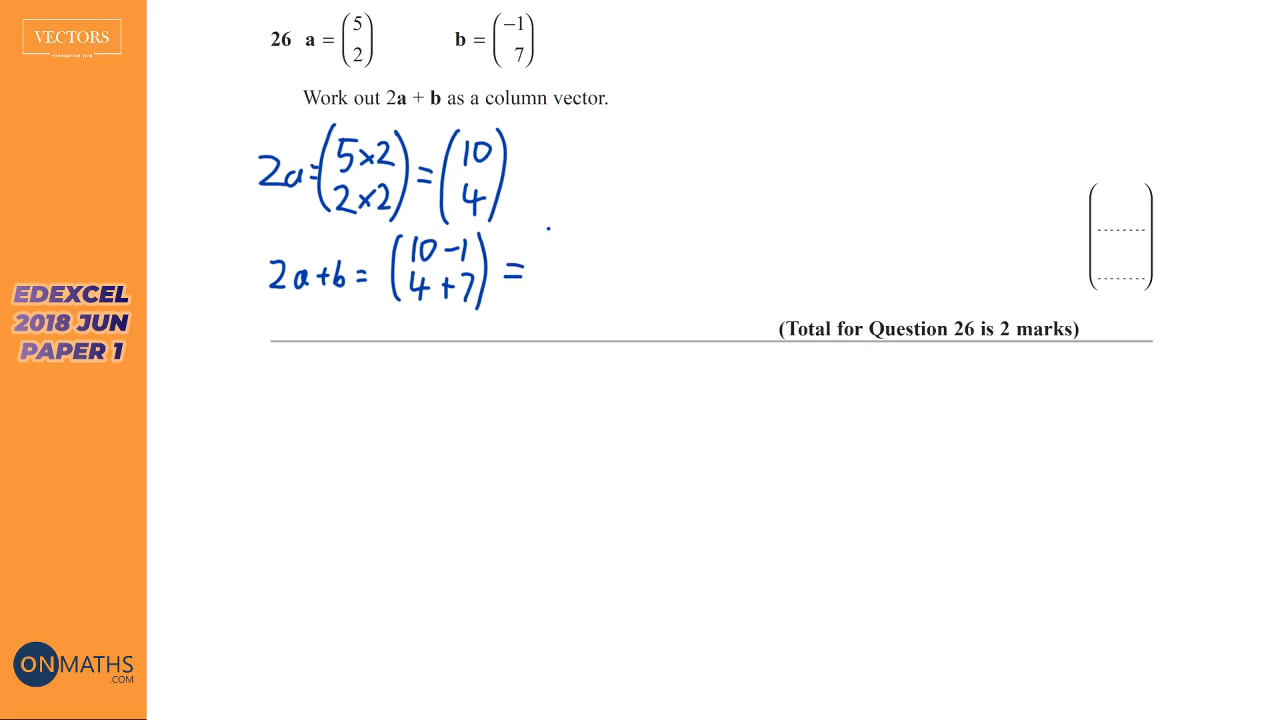 VECTORS
FOUNDATION 2018
26 a = (5 2) b = (−1 7)
Work out 2a + b as a column vector.
2a = (5×2 2×2) = (10 4)
2a+b = (10 −1 4 +7) =
(Total for Question 26 is 2 marks)
EDEXCEL
2018 JUN
PAPER 1
ONMATHS
.COM